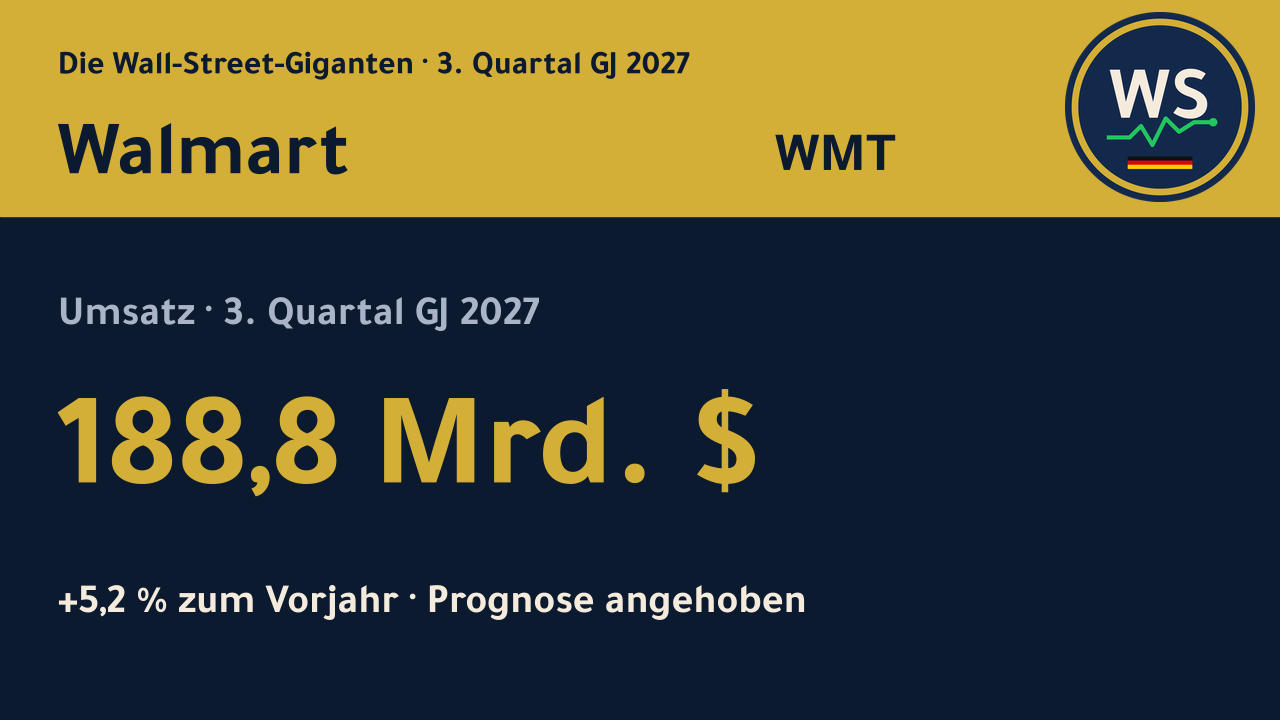 Die Wall-Street-Giganten · 3. Quartal GJ 2027
Walmart
WMT
WS
Umsatz · 3. Quartal GJ 2027
188,8 Mrd. $
+5,2 % zum Vorjahr · Prognose angehoben